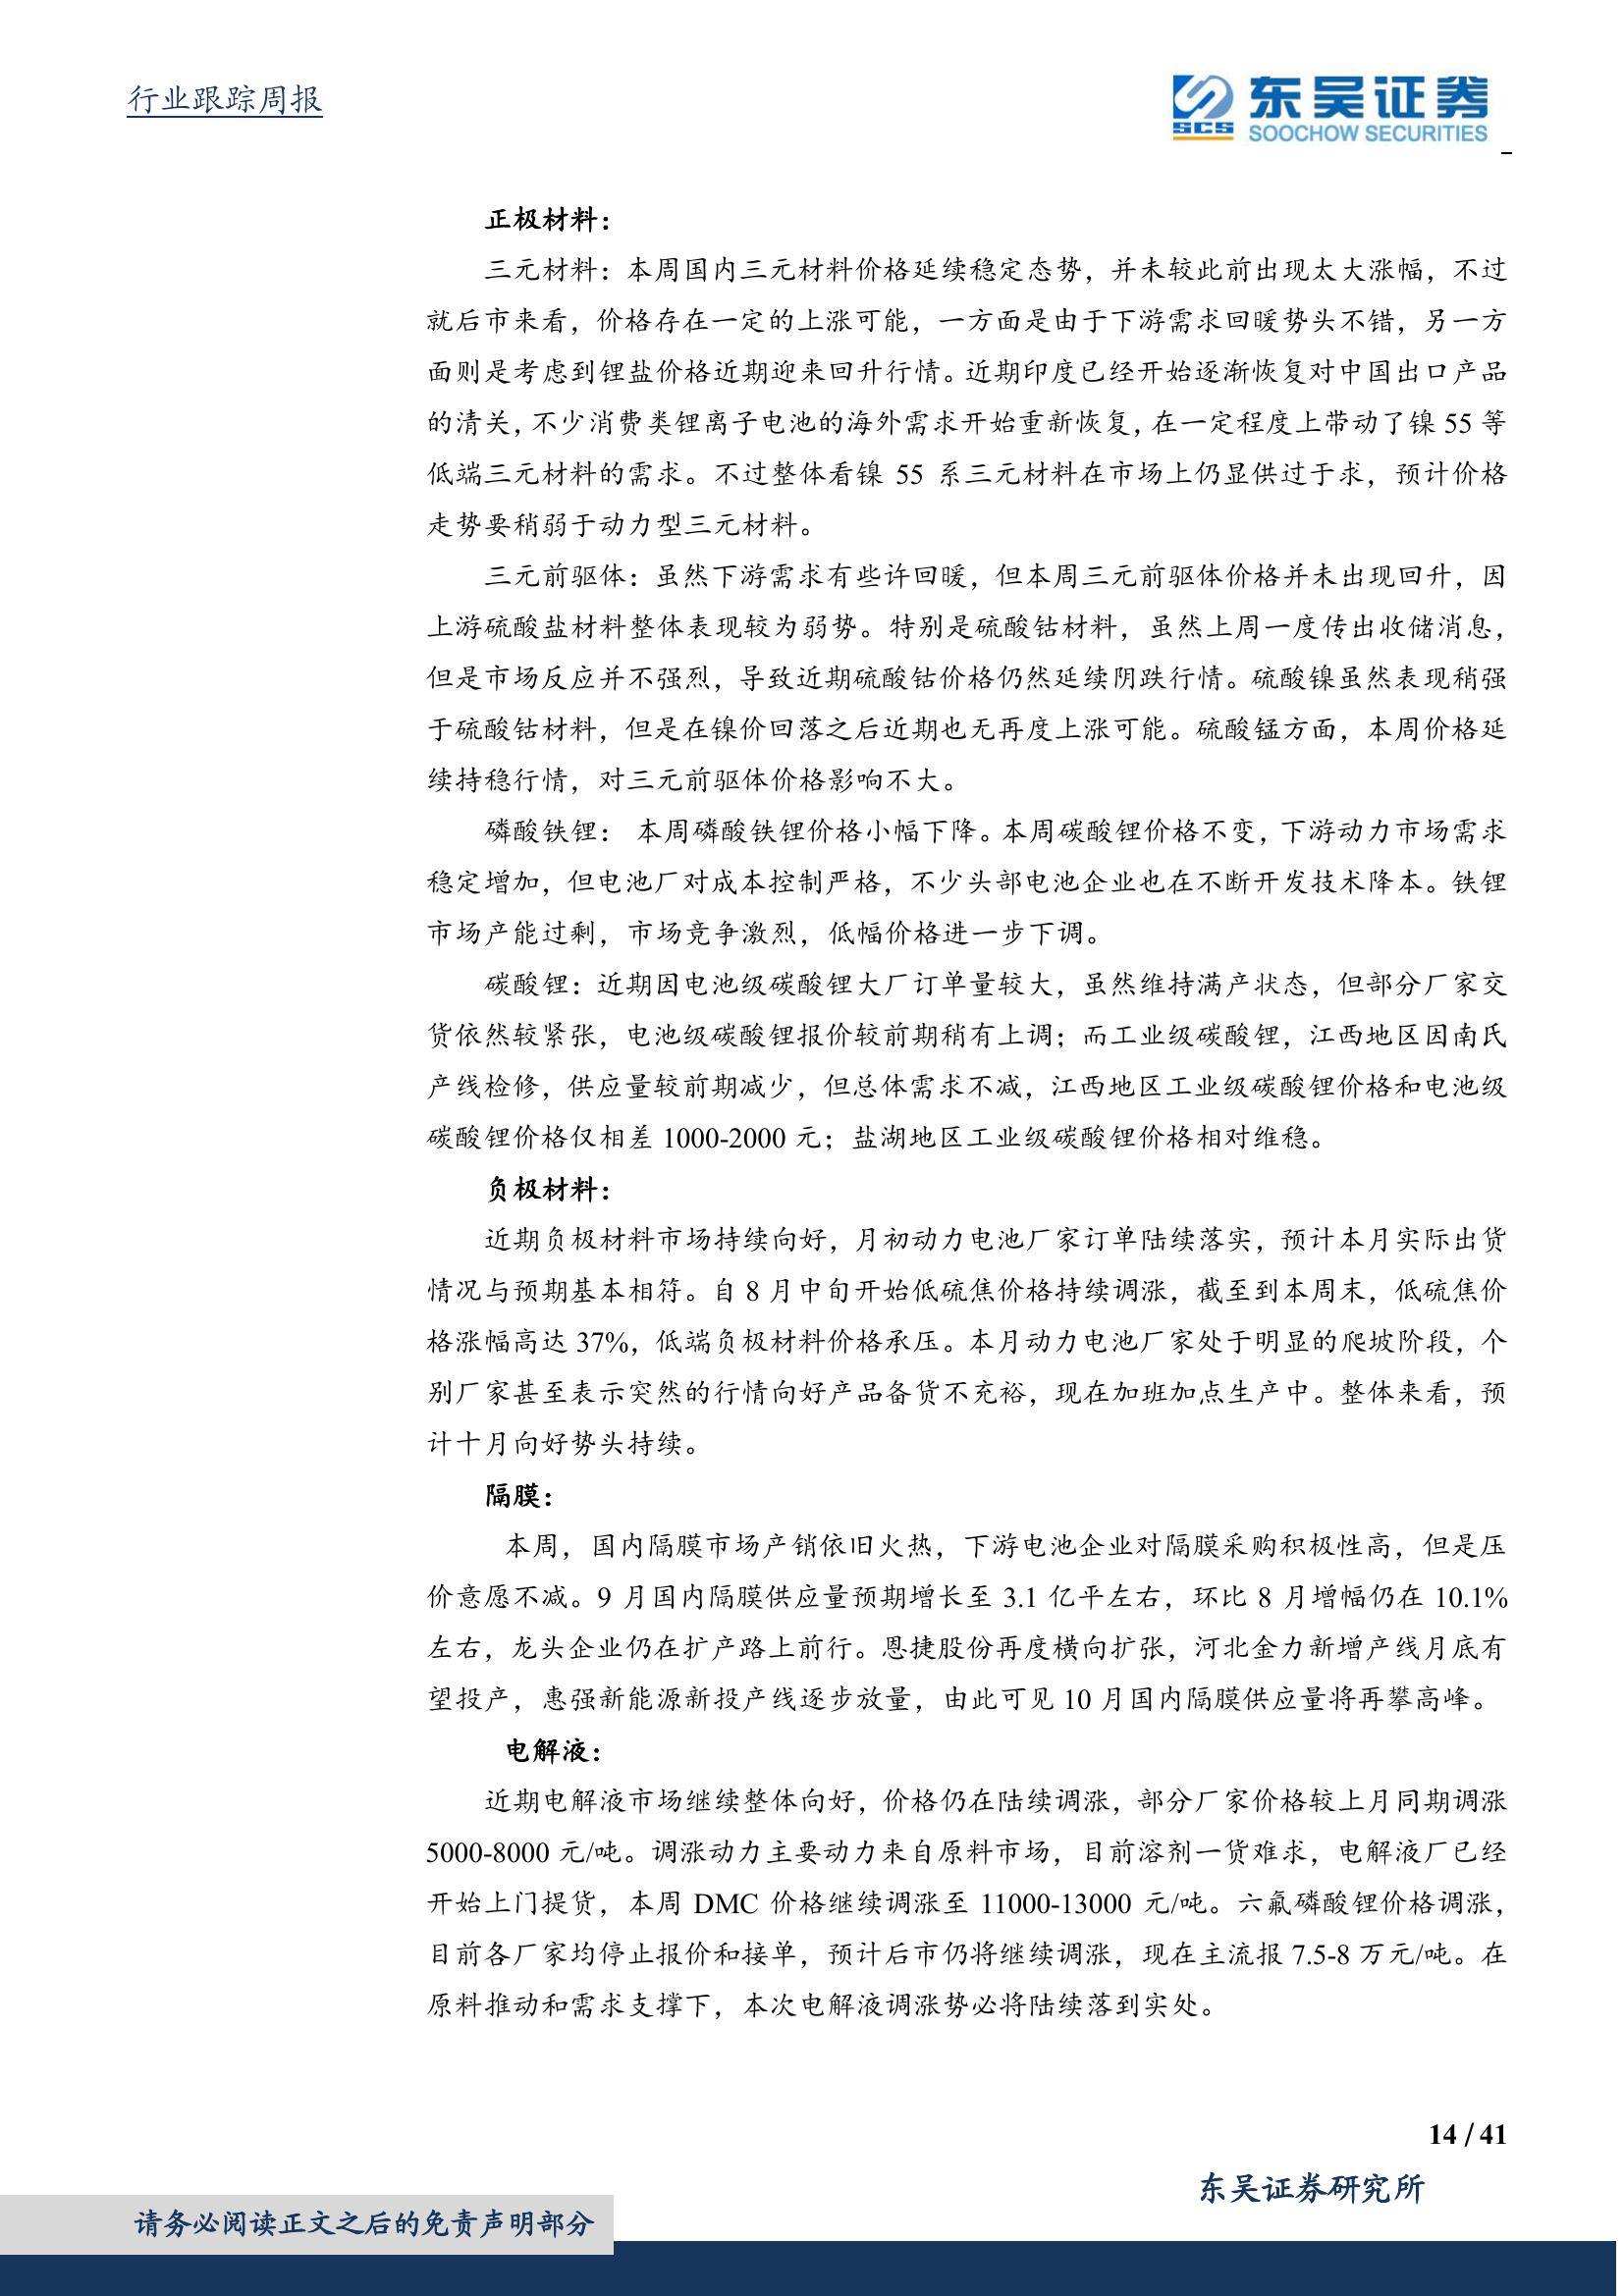 行业跟踪周报
SCS
东吴证券
SOOCHOW SECURITIES
正极材料：
三元材料：本周国内三元材料价格延续稳定态势，并未较此前出现太大涨幅，不过
就后市来看，价格存在一定的上涨可能，一方面是由于下游需求回暖势头不错，另一方
面则是考虑到锂盐价格近期迎来回升行情。近期印度已经开始逐渐恢复对中国出口产品
的清关，不少消费类锂离子电池的海外需求开始重新恢复，在一定程度上带动了镍 55 等
低端三元材料的需求。不过整体看镍 55 系三元材料在市场上仍显供过于求，预计价格
走势要稍弱于动力型三元材料。
三元前驱体：虽然下游需求有些许回暖，但本周三元前驱体价格并未出现回升，因
上游硫酸盐材料整体表现较为弱势。特别是硫酸钴材料，虽然上周一度传出收储消息，
但是市场反应并不强烈，导致近期硫酸钴价格仍然延续阴跌行情。硫酸镍虽然表现稍强
于硫酸钴材料，但是在镍价回落之后近期也无再度上涨可能。硫酸锰方面，本周价格延
续持稳行情，对三元前驱体价格影响不大。
磷酸铁锂： 本周磷酸铁锂价格小幅下降。本周碳酸锂价格不变，下游动力市场需求
稳定增加，但电池厂对成本控制严格，不少头部电池企业也在不断开发技术降本。铁锂
市场产能过剩，市场竞争激烈，低幅价格进一步下调。
碳酸锂：近期因电池级碳酸锂大厂订单量较大，虽然维持满产状态，但部分厂家交
货依然较紧张，电池级碳酸锂报价较前期稍有上调；而工业级碳酸锂，江西地区因南氏
产线检修，供应量较前期减少，但总体需求不减，江西地区工业级碳酸锂价格和电池级
碳酸锂价格仅相差 1000-2000 元；盐湖地区工业级碳酸锂价格相对维稳。
负极材料：
近期负极材料市场持续向好，月初动力电池厂家订单陆续落实，预计本月实际出货
情况与预期基本相符。自 8 月中旬开始低硫焦价格持续调涨，截至到本周末，低硫焦价
格涨幅高达 37%，低端负极材料价格承压。本月动力电池厂家处于明显的爬坡阶段，个
别厂家甚至表示突然的行情向好产品备货不充裕，现在加班加点生产中。整体来看，预
计十月向好势头持续。
隔膜：
本周，国内隔膜市场产销依旧火热，下游电池企业对隔膜采购积极性高，但是压
价意愿不减。9 月国内隔膜供应量预期增长至 3.1 亿平左右，环比 8 月增幅仍在 10.1%
左右，龙头企业仍在扩产路上前行。恩捷股份再度横向扩张，河北金力新增产线月底有
望投产，惠强新能源新投产线逐步放量，由此可见 10 月国内隔膜供应量将再攀高峰。
电解液：
近期电解液市场继续整体向好，价格仍在陆续调涨，部分厂家价格较上月同期调涨
5000-8000 元/吨。调涨动力主要动力来自原料市场，目前溶剂一货难求，电解液厂已经
开始上门提货，本周 DMC 价格继续调涨至 11000-13000 元/吨。六氟磷酸锂价格调涨，
目前各厂家均停止报价和接单，预计后市仍将继续调涨，现在主流报 7.5-8 万元/吨。在
原料推动和需求支撑下，本次电解液调涨势必将陆续落到实处。
14 / 41
东吴证券研究所
请务必阅读正文之后的免责声明部分